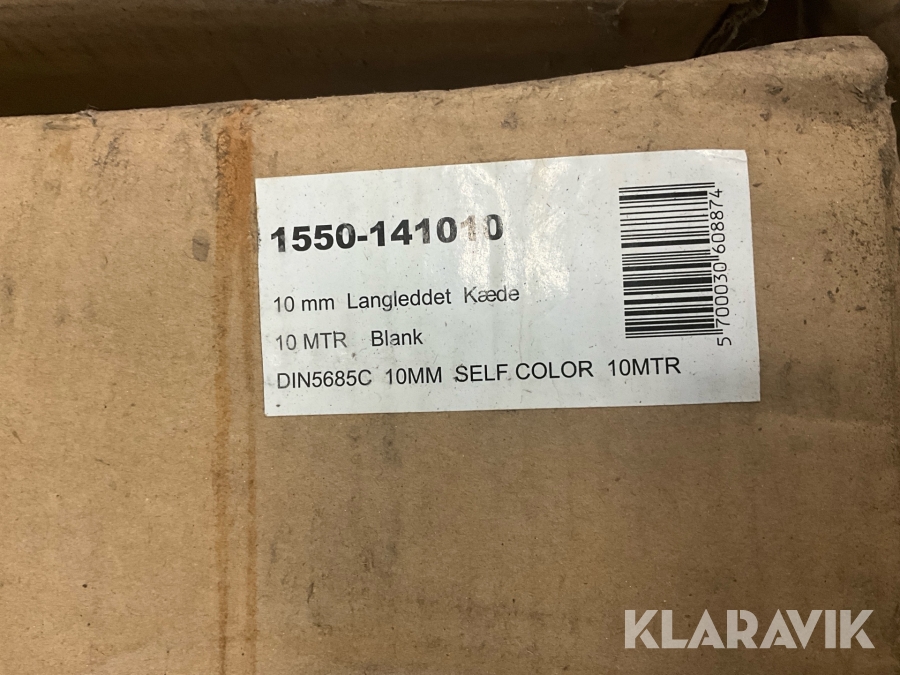 1550-141010
10 mm Langleddet Kæde
10 MTR Blank
DIN5685C 10MM SELF COLOR 10MTR
5 700030 608874
KLARAVIK